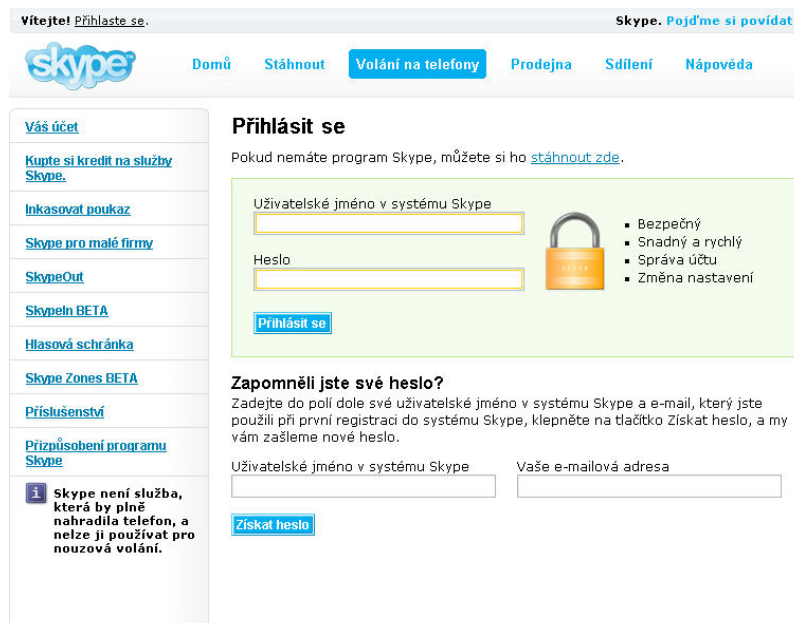 Vítejte! Přihlaste se.
Skype. Pojďme si povídat
skype
Domů Stáhnout Volání na telefony Prodejna Sdílení Nápověda
Váš účet
Kupte si kredit na služby
Skype.
Inkasovat poukaz
Skype pro malé firmy
SkypeOut
SkypeIn BETA
Hlasová schránka
Skype Zones BETA
Příslušenství
Přizpůsobení programu
Skype
Skype není služba,
která by plně
nahradila telefon, a
nelze ji používat pro
nouzová volání.
Přihlásit se
Pokud nemáte program Skype, můžete si ho stáhnout zde.
Uživatelské jméno v systému Skype
Heslo
Přihlásit se
Bezpečný
Snadný a rychlý
Správa účtu
Změna nastavení
Zapomněli jste své heslo?
Zadejte do polí dole své uživatelské jméno v systému Skype a e-mail, který jste
použili při první registraci do systému Skype, klepněte na tlačítko Získat heslo, a my
vám zašleme nové heslo.
Uživatelské jméno v systému Skype
Vaše e-mailová adresa
Získat heslo